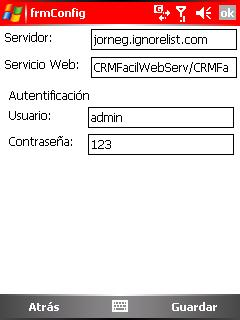 frmConfig ok
Servidor: jorneg.ignorelist.com
Servicio Web: CRMFacilWebServ/CRMFa
Autentificación
Usuario: admin
Contraseña: 123
Atrás Guardar